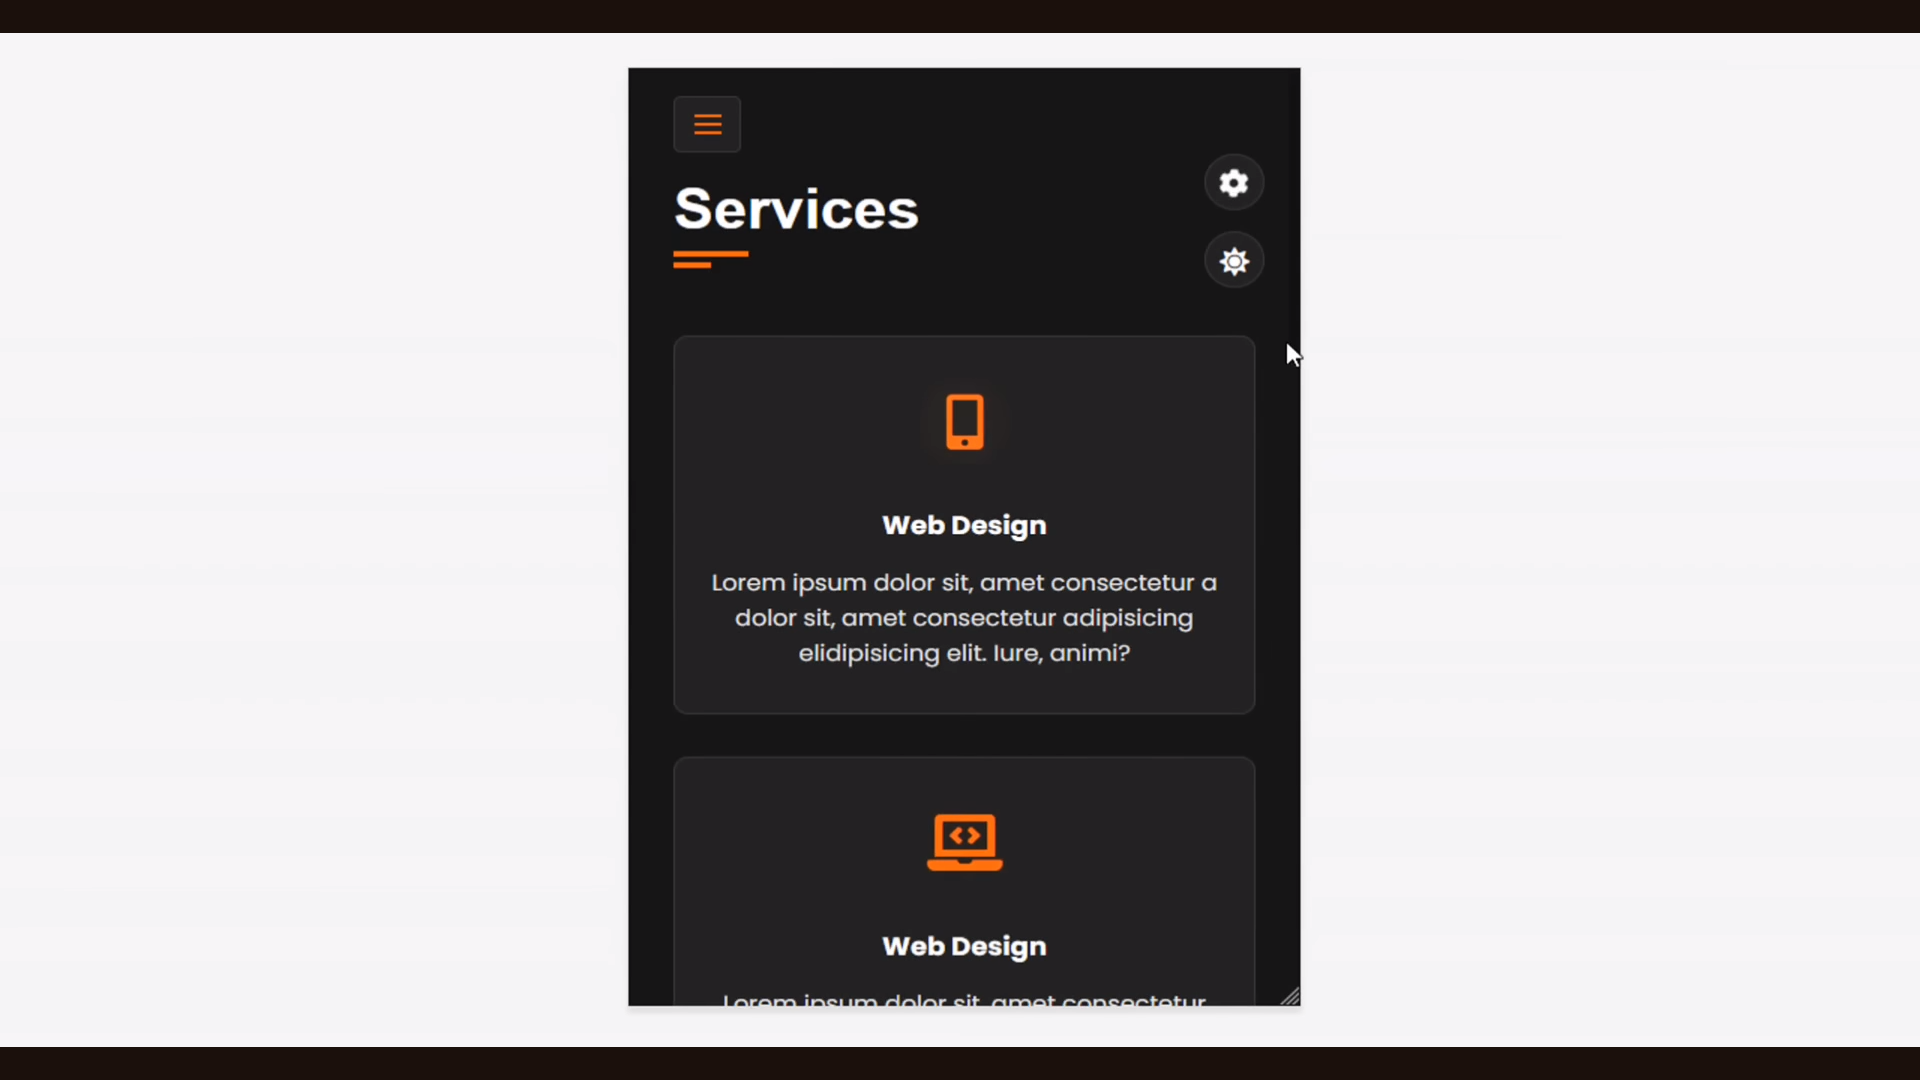 Services
Web Design
Lorem ipsum dolor sit, amet consectetur a
dolor sit, amet consectetur adipisicing
elidipisicing elit. Iure, animi?
Web Design
Lorem ipsum dolor sit, amet consectetur